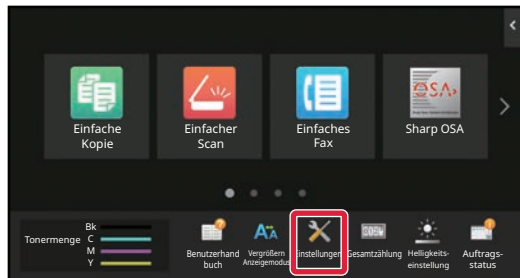 Einfache
Kopie
Einfacher
Scan
Einfaches
Fax
OSA
Sharp OSA
Tonermenge
Bk
C
M
Y
Benutzerhand
buch
Vergrößern
Anzeigemodus
Einstellungen
Gesamtzählung
Helligkeits-
einstellung
Auftrags-
status